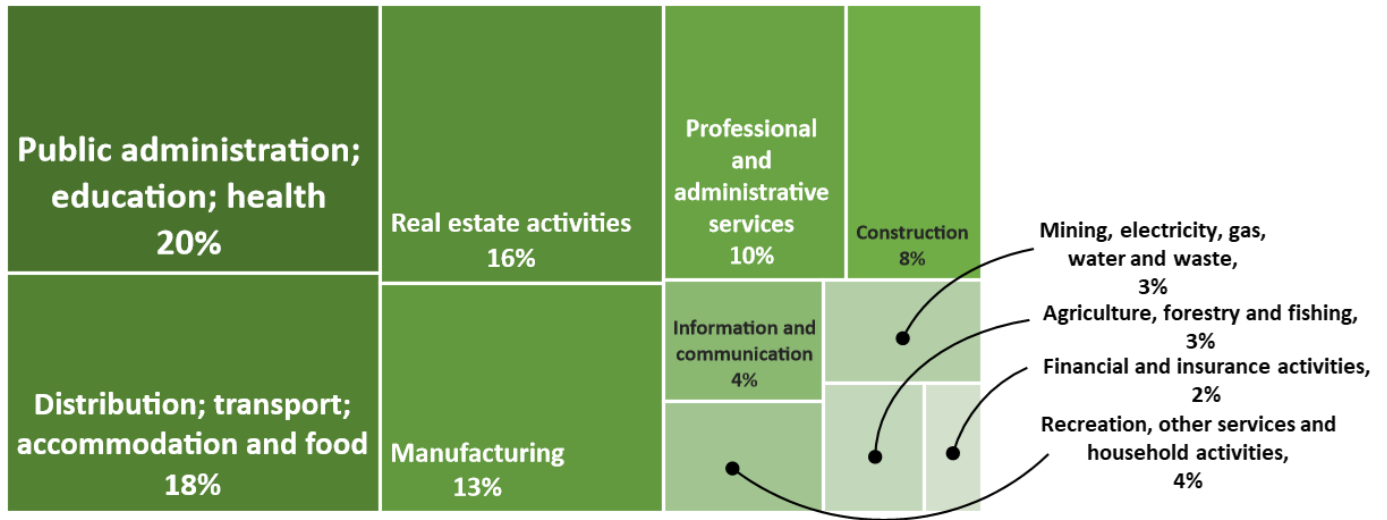 Public administration;
education; health
20%
Distribution; transport;
accommodation and food
18%
Real estate activities
16%
Manufacturing
13%
Professional
and
administrative
services
10%
Construction
8%
Information and
communication
4%
Mining, electricity, gas,
water and waste,
3%
Agriculture, forestry and fishing,
3%
Financial and insurance activities,
2%
Recreation, other services and
household activities,
4%